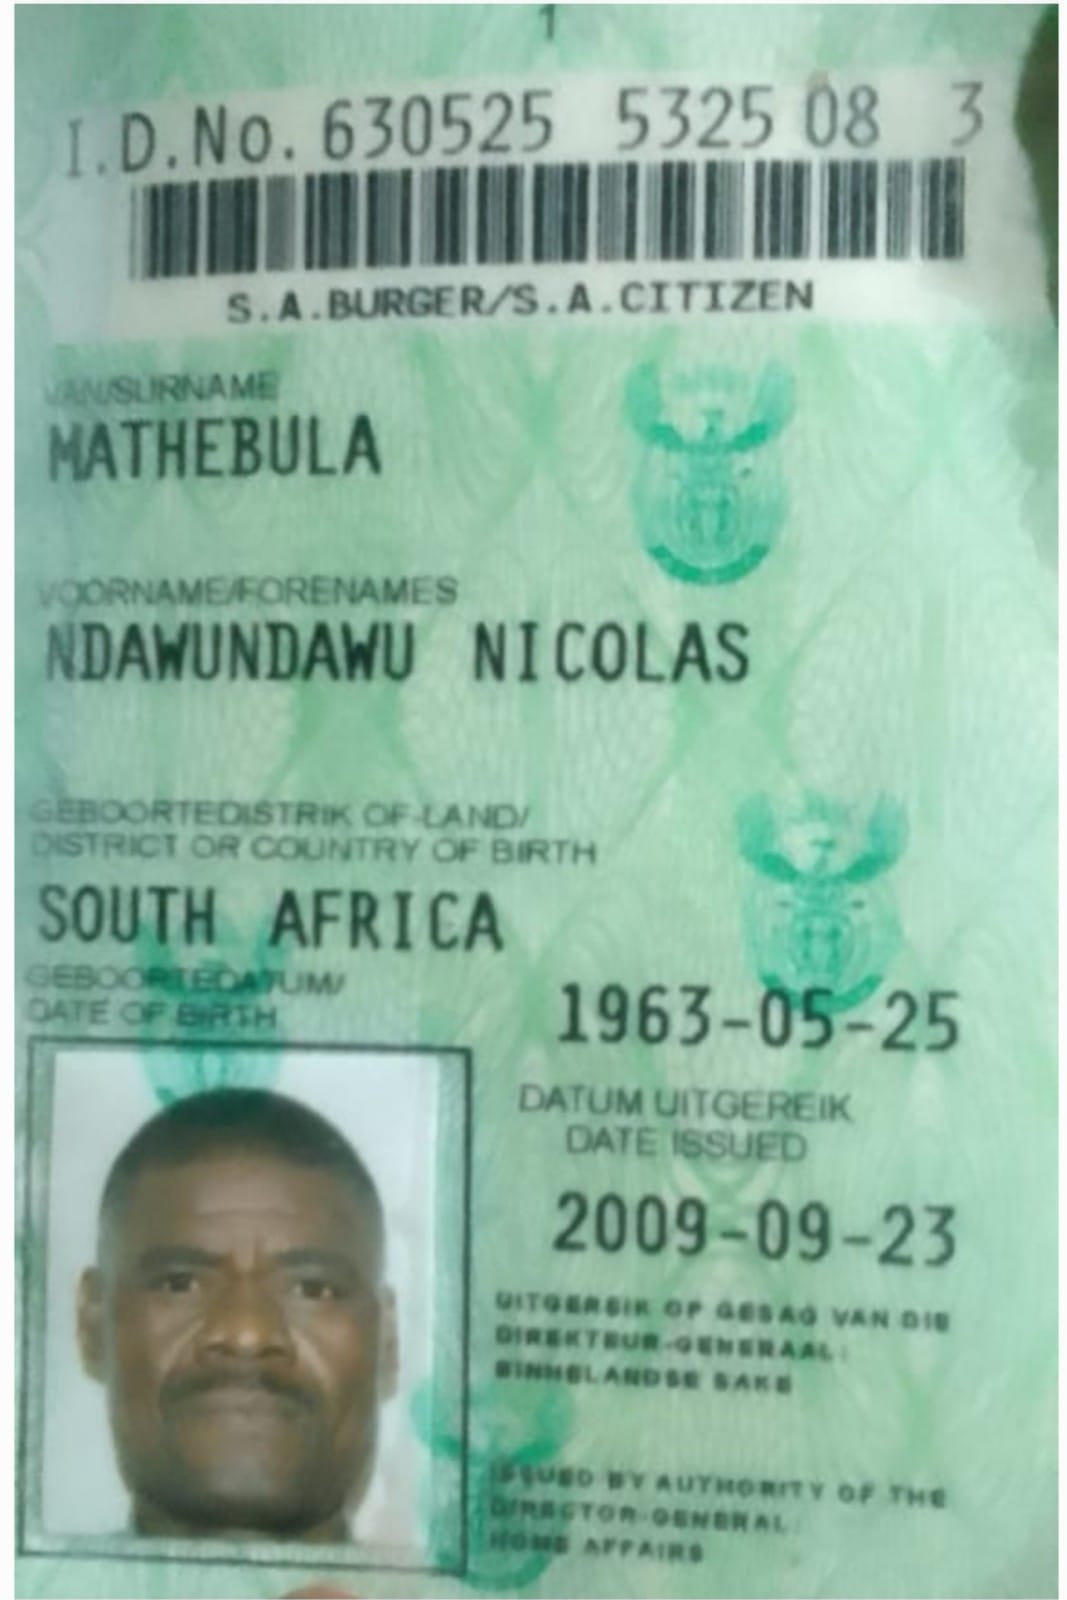 1
I.D.No. 630525 5325 08 3
S.A.BURGER/S.A.CITIZEN
VAN/SURNAME
MATHEBULA
VOORNAME/FORENAMES
NDAWUNDAWU NICOLAS
GEBOORTEDISTRIK OF-LAND/
DISTRICT OR COUNTRY OF BIRTH
SOUTH AFRICA
GEBOORTEDATUM/
DATE OF BIRTH
1963-05-25
DATUM UITGEREIK
DATE ISSUED
2009-09-23
UITGEREIK OP GESAG VAN DIE
DIREKTEUR-GENERAAL:
BINNELANDSE SAKE
ISSUED BY AUTHORITY OF THE
DIRECTOR-GENERAL:
HOME AFFAIRS